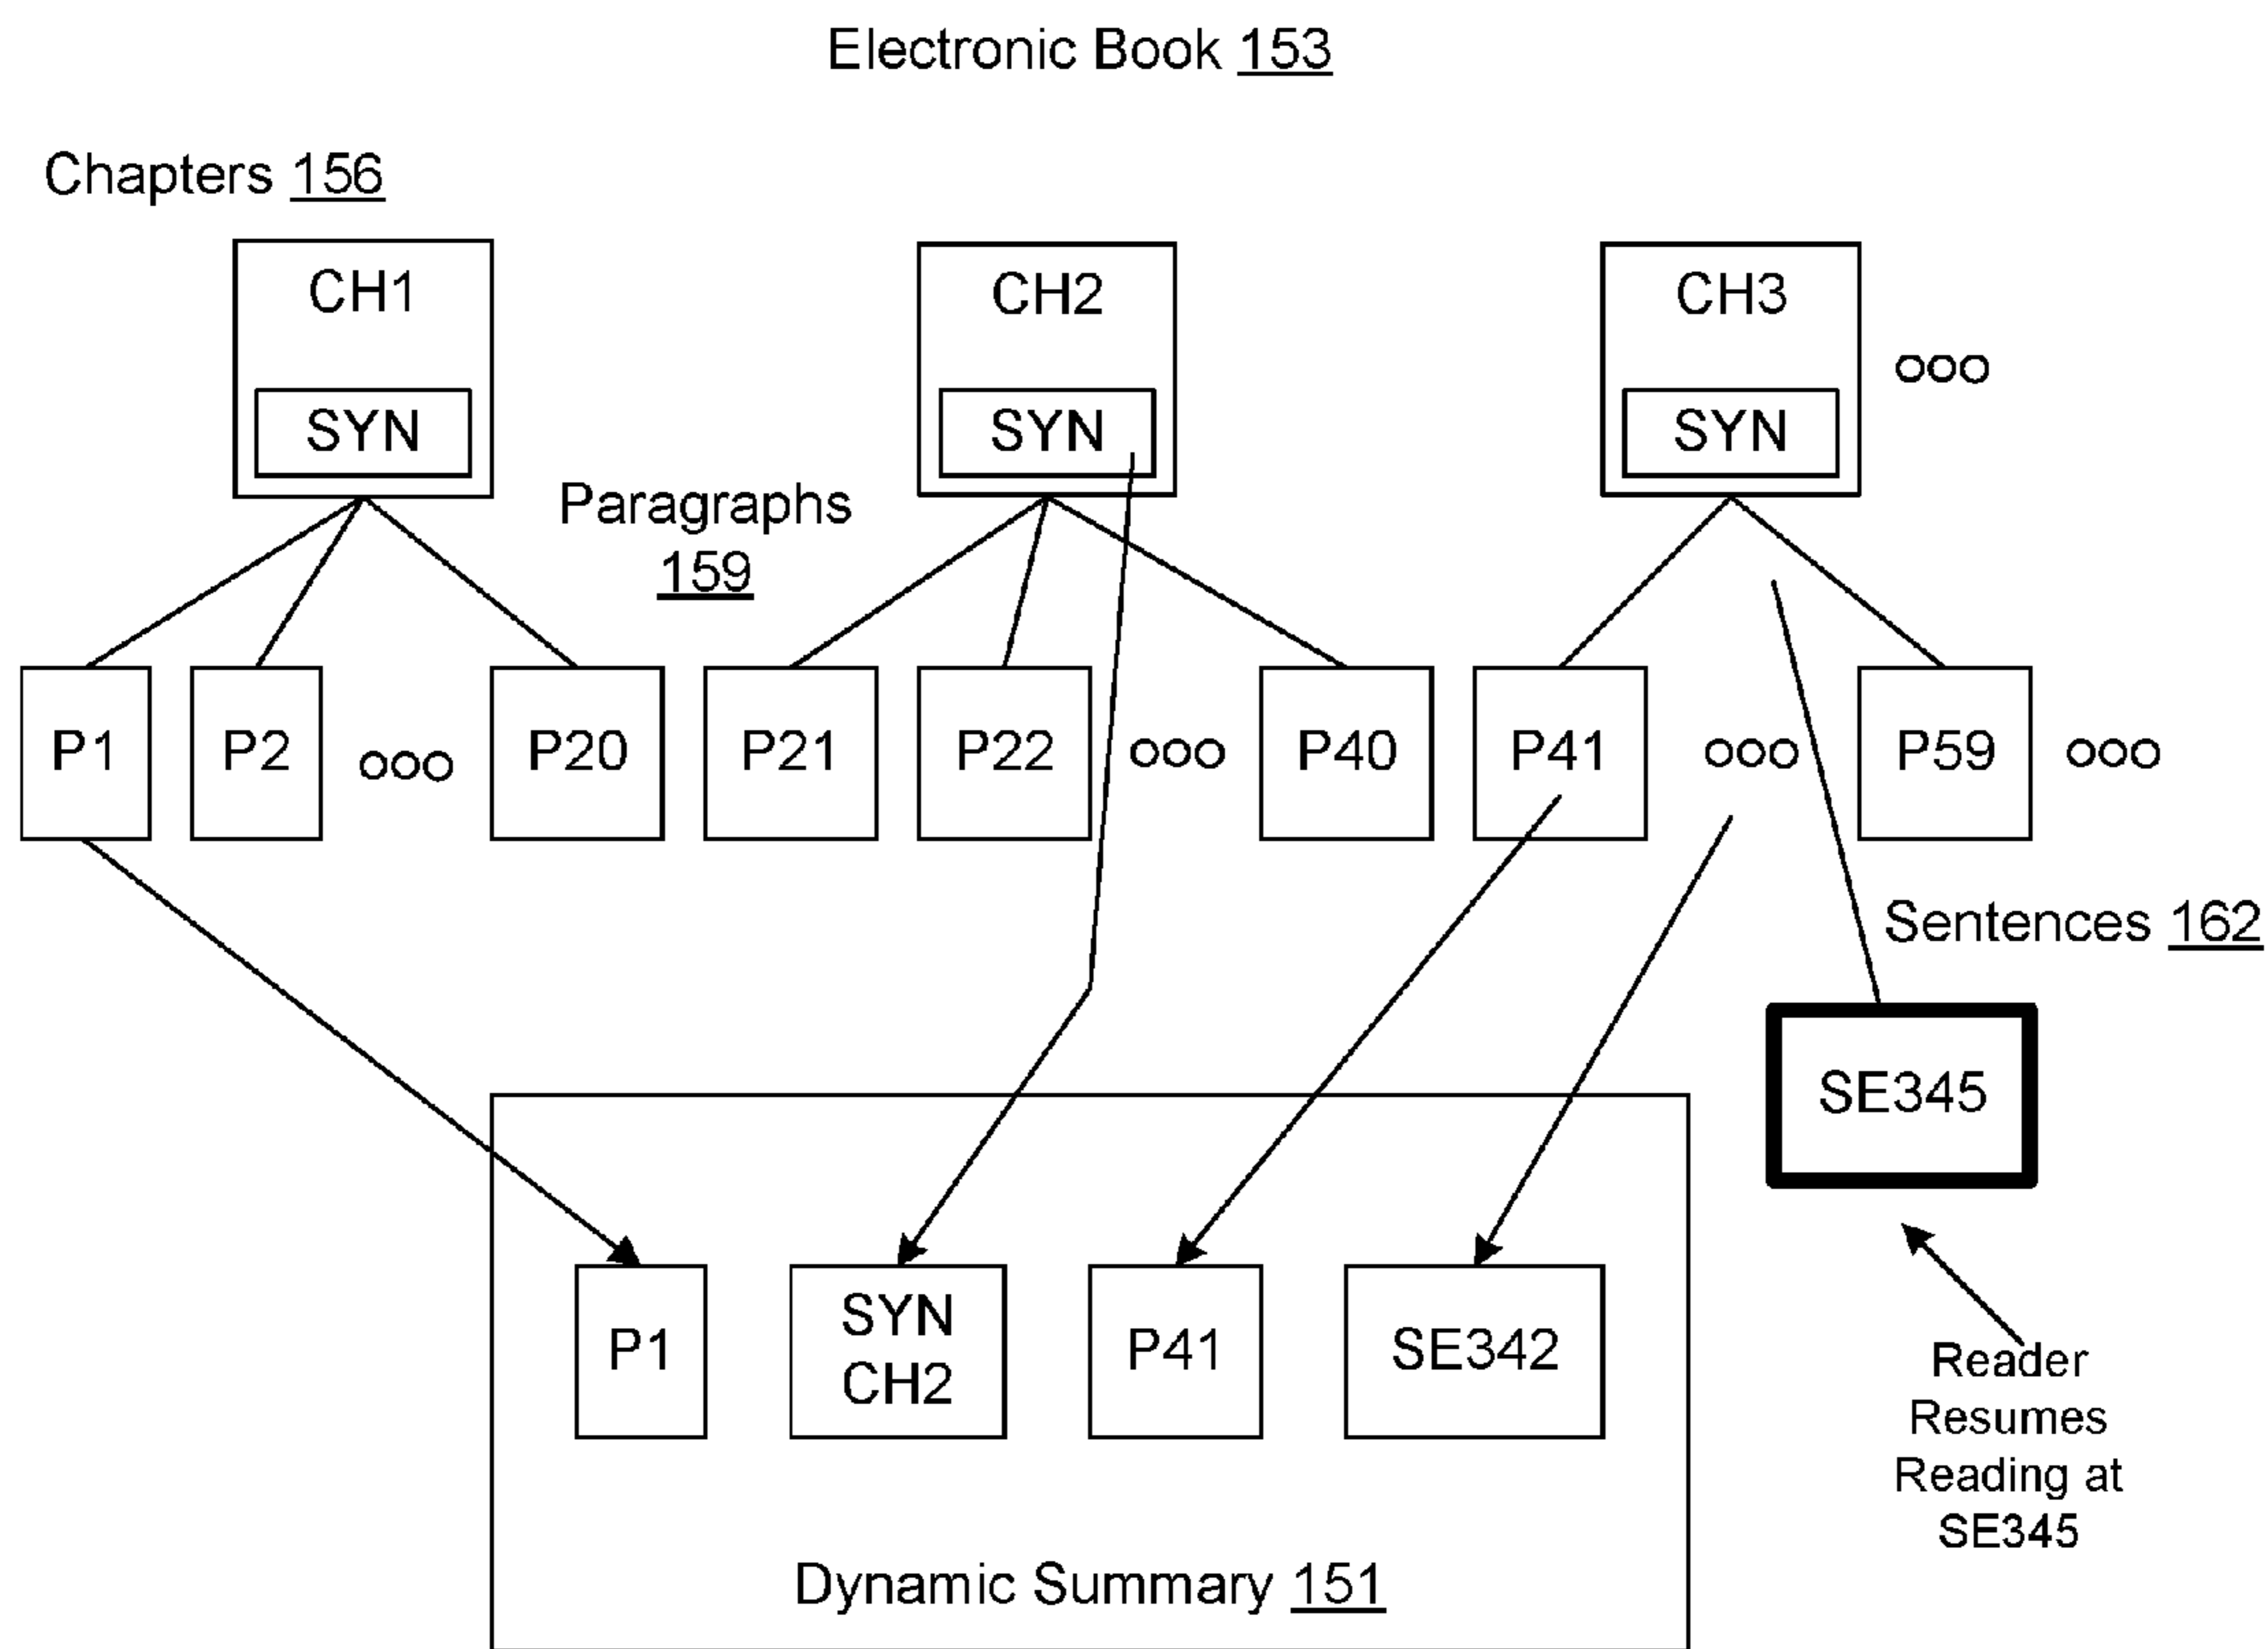 Electronic Book 153
Chapters 156
CH1
CH2
CH3
ooo
SYN
SYN
SYN
Paragraphs
159
P1
P2
ooo
P20
P21
P22
ooo
P40
P41
ooo
P59
ooo
Sentences 162
SE345
P1
SYN
CH2
P41
SE342
Reader
Resumes
Reading at
SE345
Dynamic Summary 151